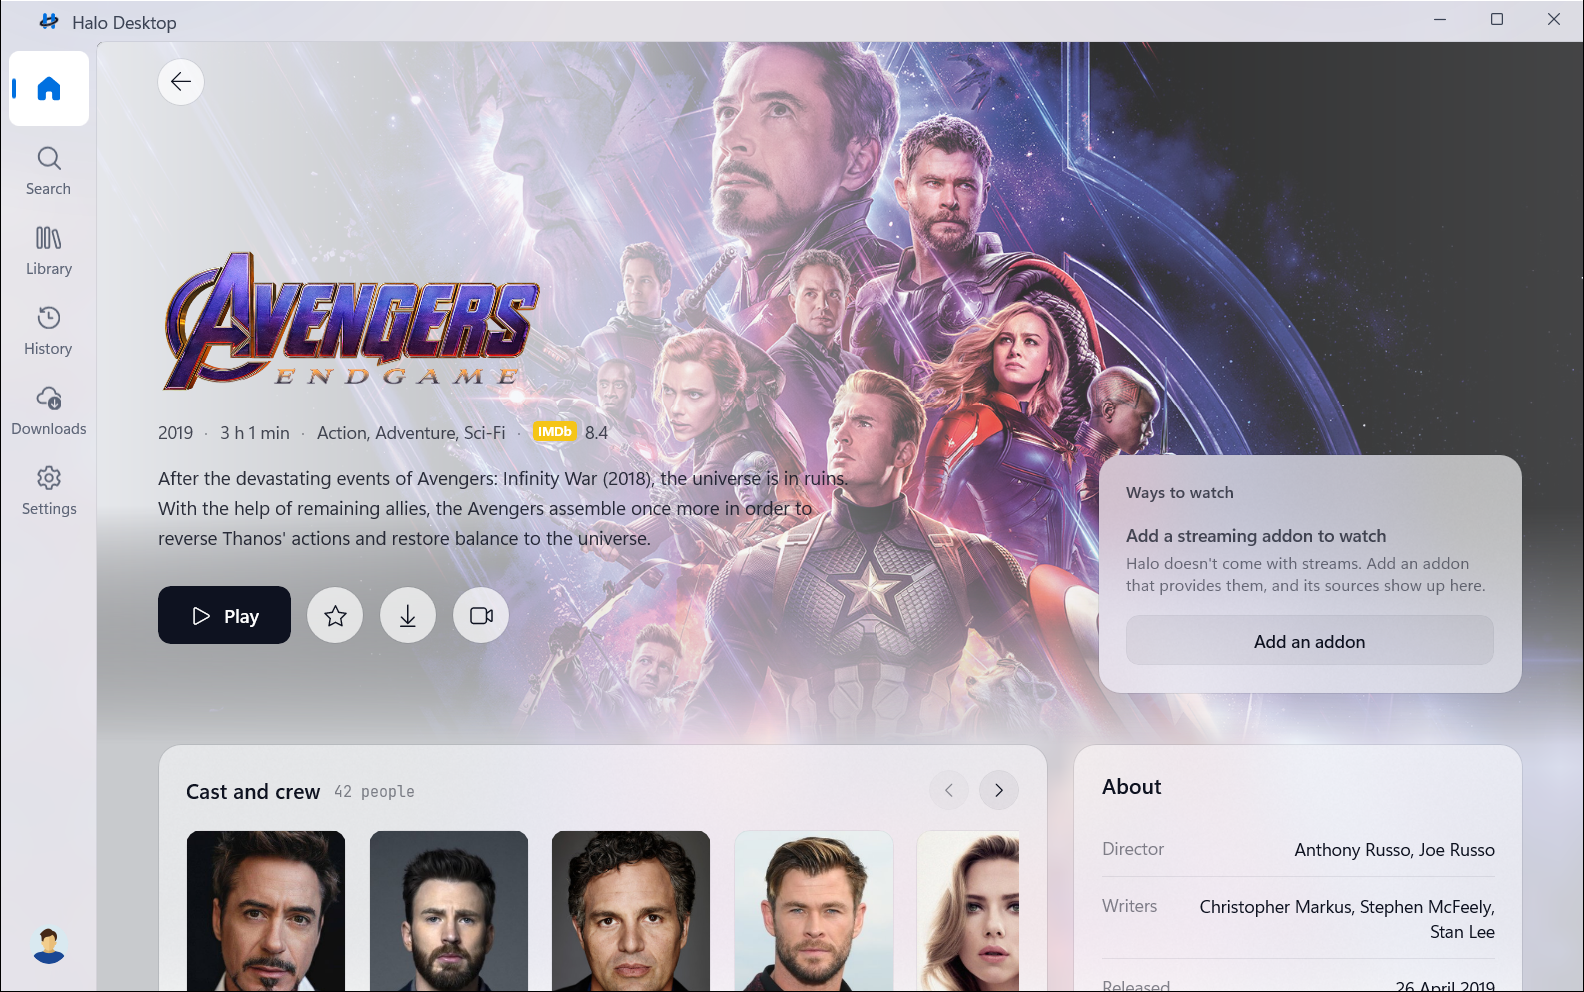 Halo Desktop
Search
Library
History
Downloads
Settings
AVENGERS
ENDGAME
2019 · 3 h 1 min · Action, Adventure, Sci-Fi · IMDb 8.4
After the devastating events of Avengers: Infinity War (2018), the universe is in ruins.
With the help of remaining allies, the Avengers assemble once more in order to
reverse Thanos' actions and restore balance to the universe.
Play
Ways to watch
Add a streaming addon to watch
Halo doesn't come with streams. Add an addon
that provides them, and its sources show up here.
Add an addon
Cast and crew 42 people
About
Director Anthony Russo, Joe Russo
Writers Christopher Markus, Stephen McFeely,
Stan Lee
Released 26 April 2019